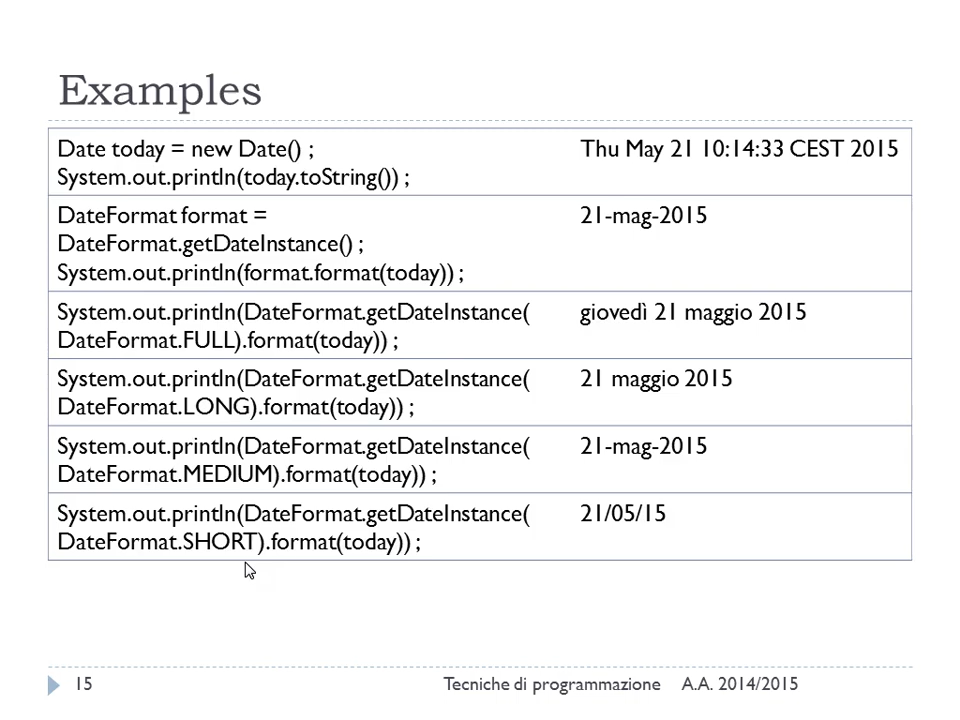 Examples
Date today = new Date() ;
System.out.println(today.toString()) ;
Thu May 21 10:14:33 CEST 2015
DateFormat format =
DateFormat.getDateInstance() ;
System.out.println(format.format(today)) ;
21-mag-2015
System.out.println(DateFormat.getDateInstance(
DateFormat.FULL).format(today)) ;
giovedì 21 maggio 2015
System.out.println(DateFormat.getDateInstance(
DateFormat.LONG).format(today)) ;
21 maggio 2015
System.out.println(DateFormat.getDateInstance(
DateFormat.MEDIUM).format(today)) ;
21-mag-2015
System.out.println(DateFormat.getDateInstance(
DateFormat.SHORT).format(today)) ;
21/05/15
15
Tecniche di programmazione A.A. 2014/2015